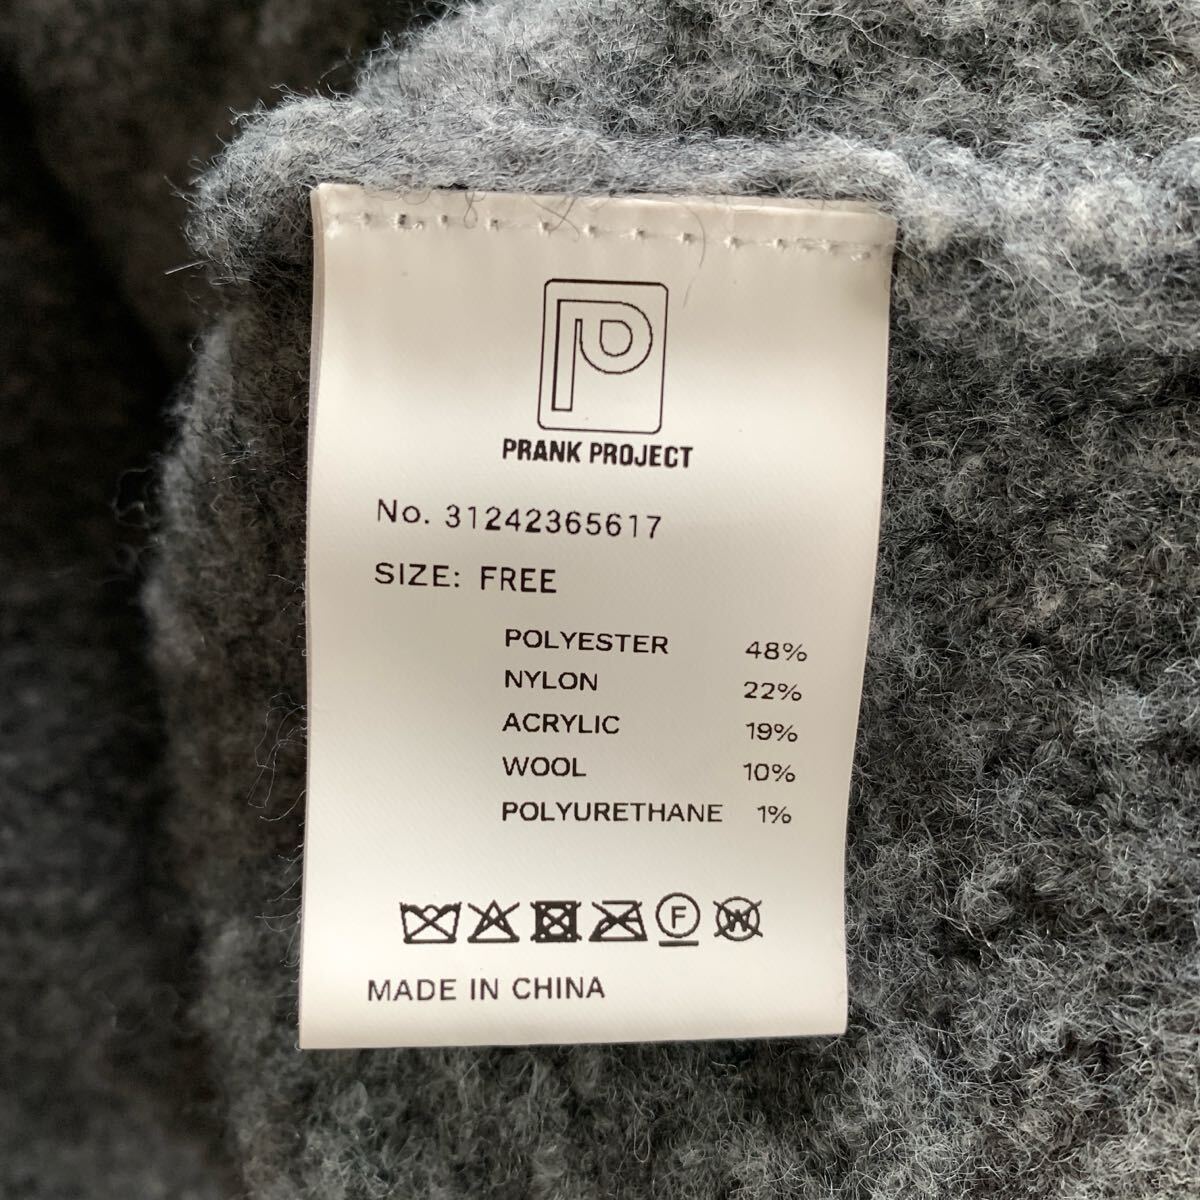 P
PRANK PROJECT
No. 31242365617
SIZE: FREE
POLYESTER 48%
NYLON 22%
ACRYLIC 19%
WOOL 10%
POLYURETHANE 1%
F W
MADE IN CHINA